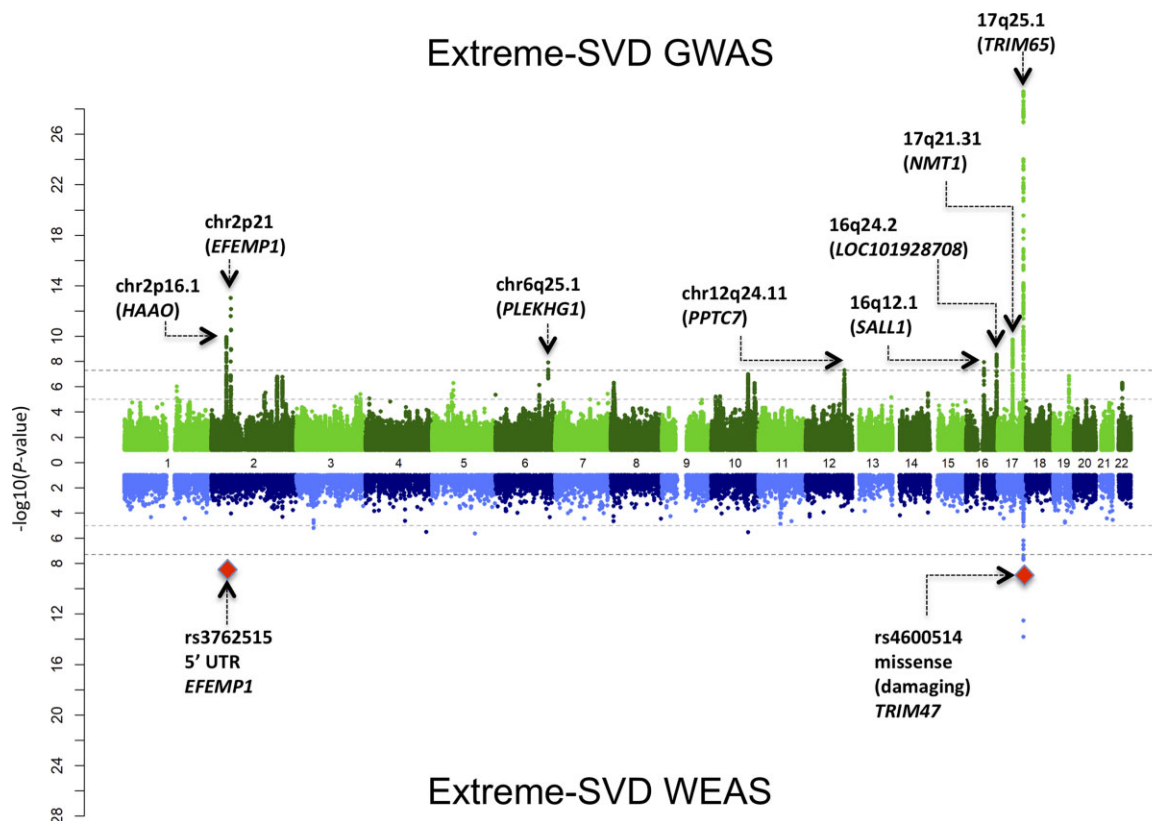 Extreme-SVD GWAS
17q25.1
(TRIM65)
17q21.31
(NMT1)
16q24.2
(LOC101928708)
16q12.1
(SALL1)
chr12q24.11
(PPTC7)
chr6q25.1
(PLEKHG1)
chr2p21
(EFEMP1)
chr2p16.1
(HAAO)
-log10(P-value)
26
22
18
14
10
8
6
4
2
0
2
4
6
8
12
16
20
24
28
1 2 3 4 5 6 7 8 9 10 11 12 13 14 15 16 17 18 19 20 21 22
rs3762515
5’ UTR
EFEMP1
rs4600514
missense
(damaging)
TRIM47
Extreme-SVD WEAS